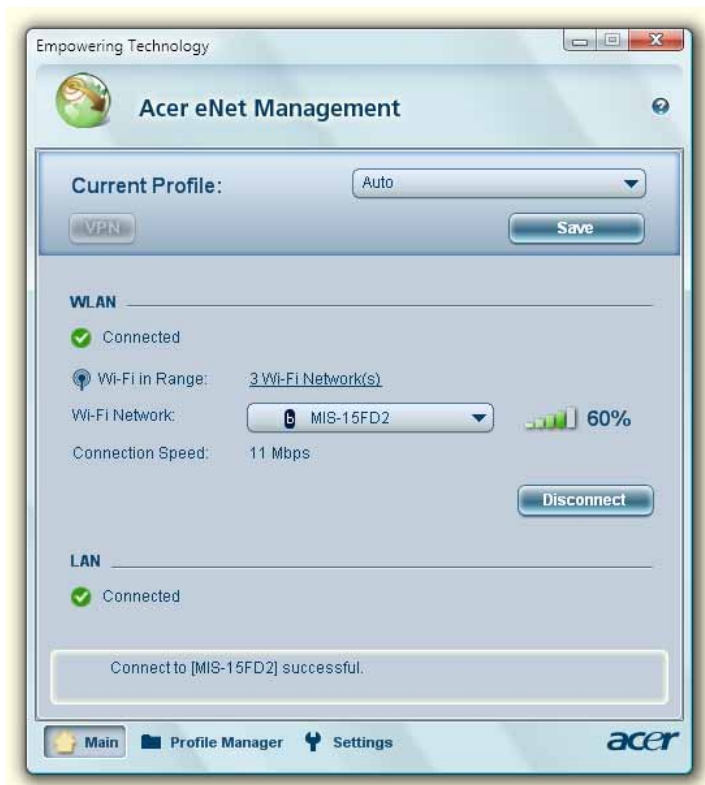 Empowering Technology
Acer eNet Management
Current Profile:
Auto
VPN
Save
WLAN
Connected
Wi-Fi in Range: 3 Wi-Fi Network(s)
Wi-Fi Network: b MIS-15FD2 60%
Connection Speed: 11 Mbps
Disconnect
LAN
Connected
Connect to [MIS-15FD2] successful.
Main Profile Manager Settings acer